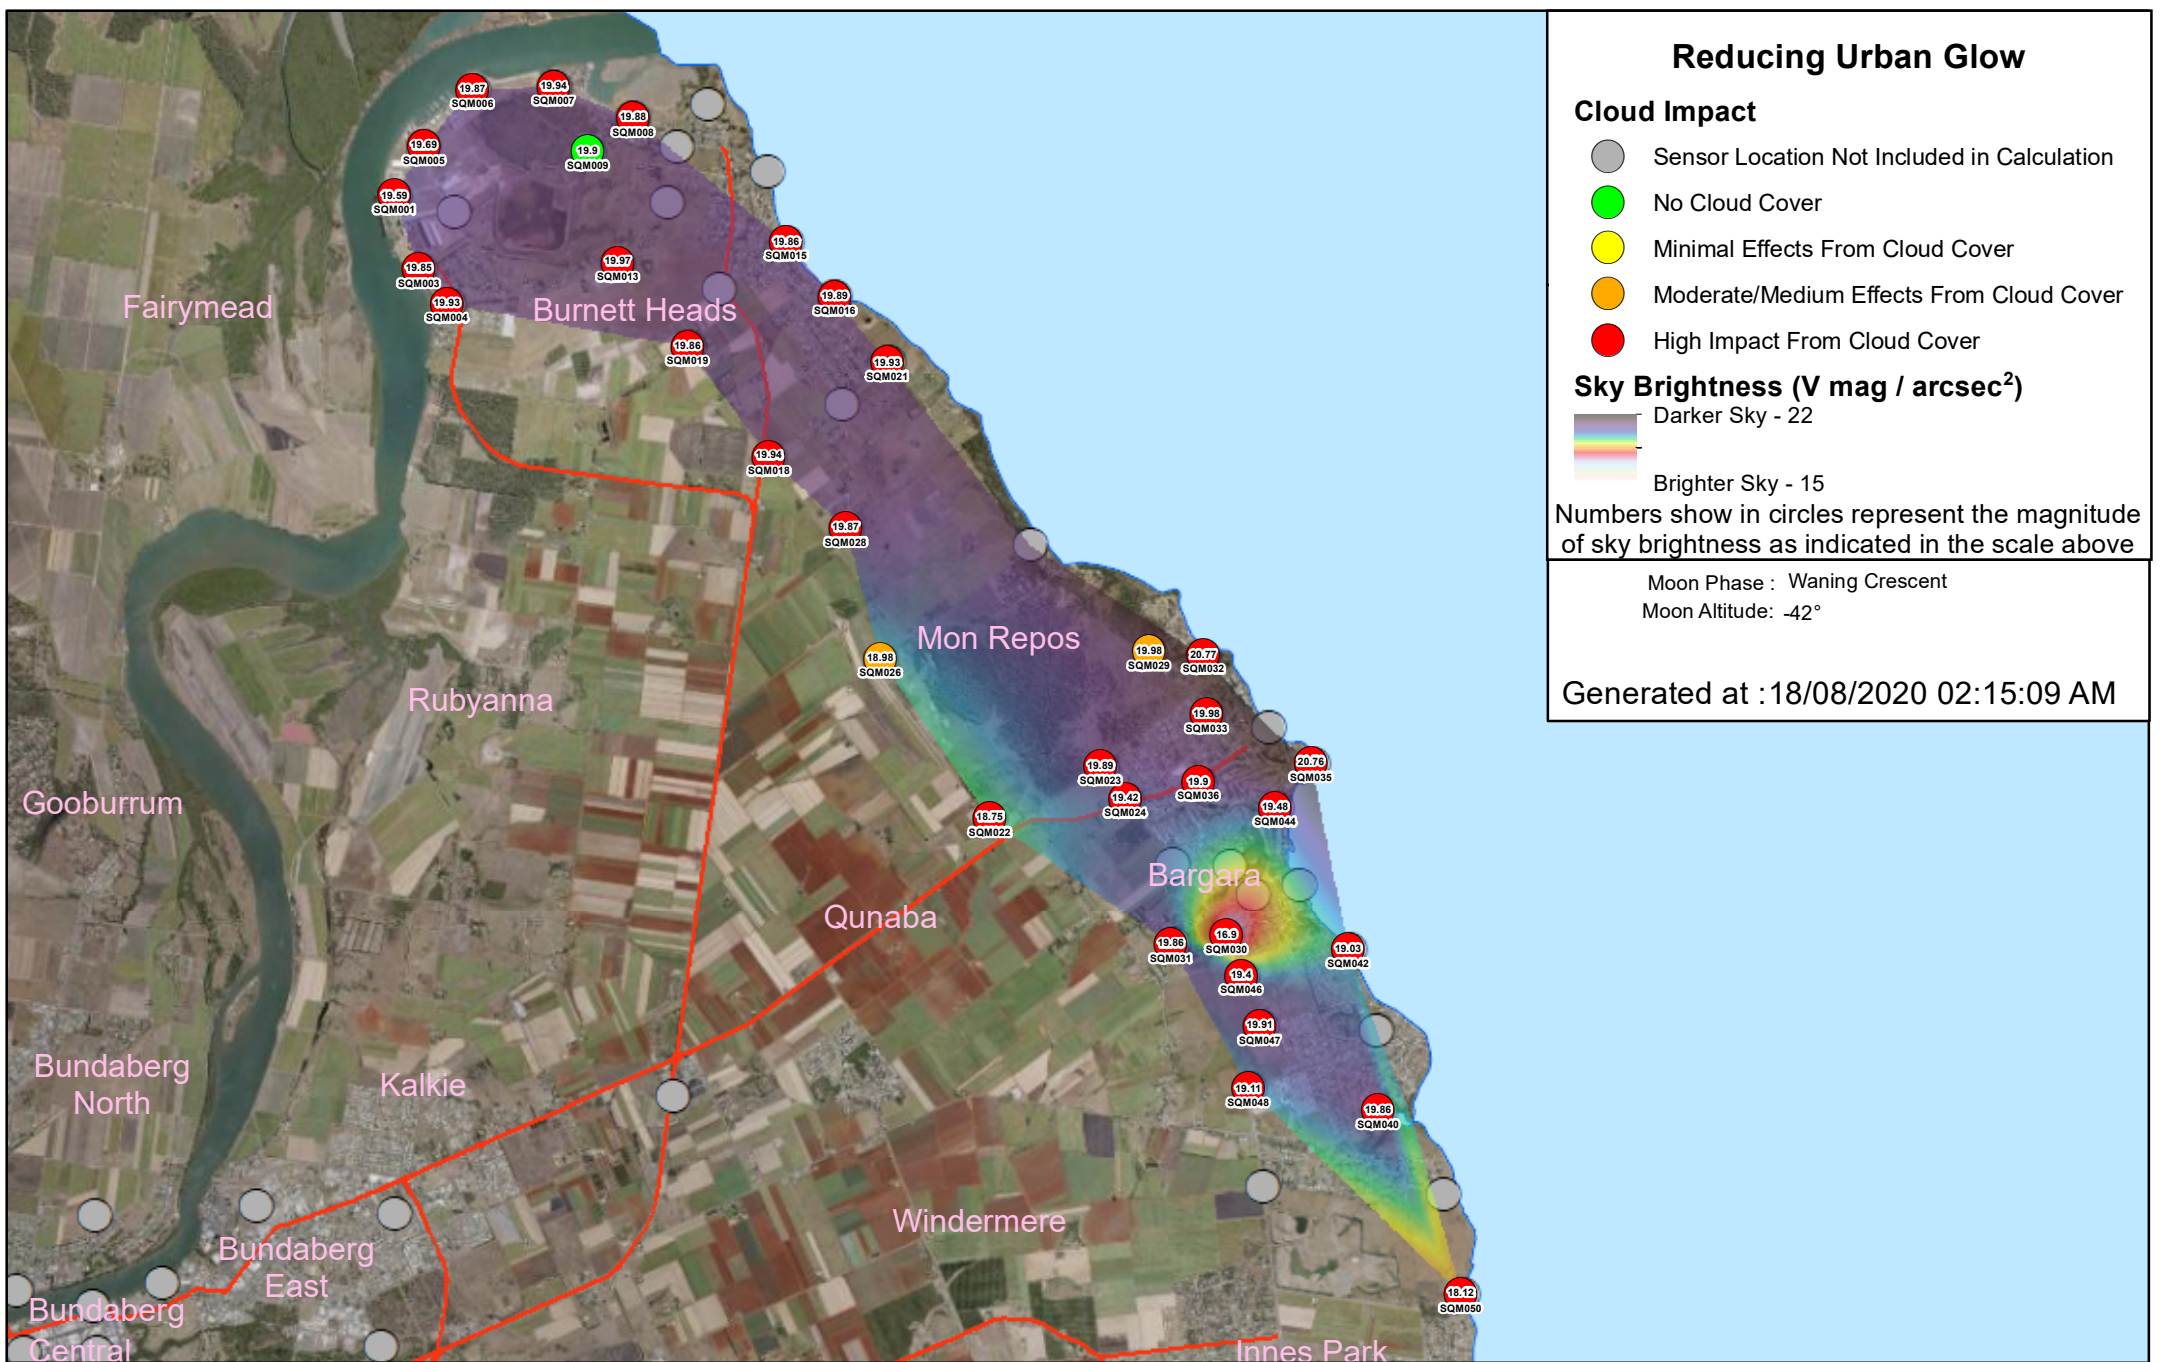 Reducing Urban Glow
Cloud Impact
Sensor Location Not Included in Calculation
No Cloud Cover
Minimal Effects From Cloud Cover
Moderate/Medium Effects From Cloud Cover
High Impact From Cloud Cover
Sky Brightness (V mag / arcsec²)
Darker Sky - 22
Brighter Sky - 15
Numbers show in circles represent the magnitude
of sky brightness as indicated in the scale above
Moon Phase : Waning Crescent
Moon Altitude: -42°
Generated at :18/08/2020 02:15:09 AM
19.87
SQM006
19.94
SQM007
19.88
SQM008
19.69
SQM005
19.9
SQM009
19.59
SQM001
19.86
SQM015
19.85
SQM003
19.97
SQM013
19.93
SQM004
19.89
SQM016
Fairymead
Burnett Heads
19.86
SQM019
19.93
SQM021
19.94
SQM018
19.87
SQM028
Mon Repos
18.98
SQM026
19.98
SQM029
20.77
SQM032
Rubyanna
19.98
SQM033
19.89
SQM023
20.76
SQM035
19.9
SQM036
19.42
SQM024
19.48
SQM044
Gooburrum
18.75
SQM022
Bargara
Qunaba
19.86
SQM031
16.9
SQM030
19.03
SQM042
19.4
SQM046
19.91
SQM047
Bundaberg
North
Kalkie
19.11
SQM048
19.86
SQM040
Windermere
Bundaberg
East
18.12
SQM050
Bundaberg
Central
Innes Park